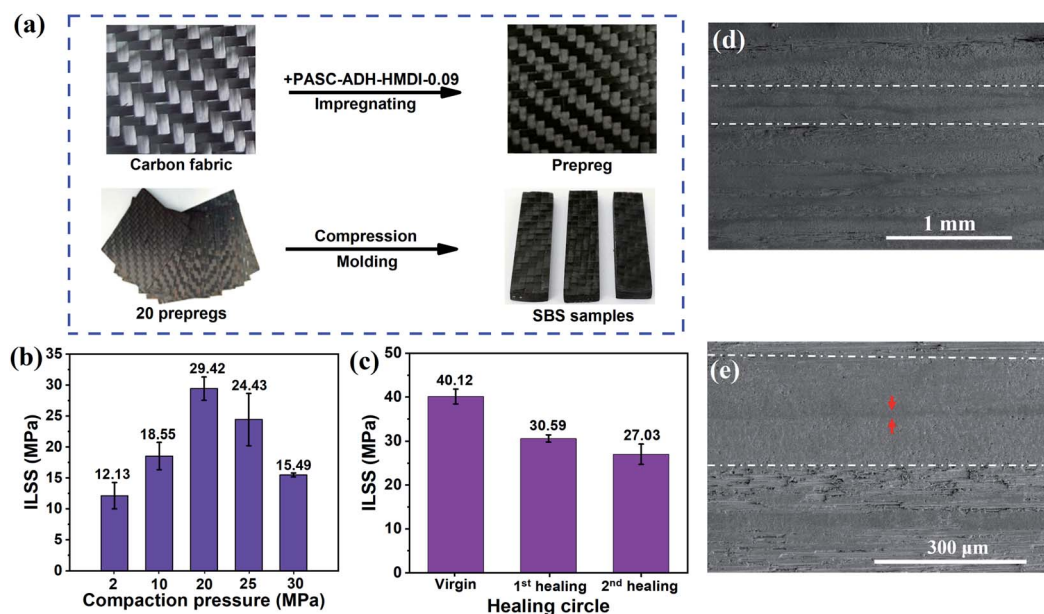 (a)
+PASC-ADH-HMDI-0.09
Impregnating
Carbon fabric
Prepreg
Compression
Molding
20 prepregs
SBS samples
(b)
ILSS (MPa)
35
30
25
20
15
10
5
0
12.13
18.55
29.42
24.43
15.49
2
10
20
25
30
Compaction pressure (MPa)
(c)
ILSS (MPa)
50
40
30
20
10
0
40.12
30.59
27.03
Virgin
1st healing
2nd healing
Healing circle
(d)
1 mm
(e)
300 μm